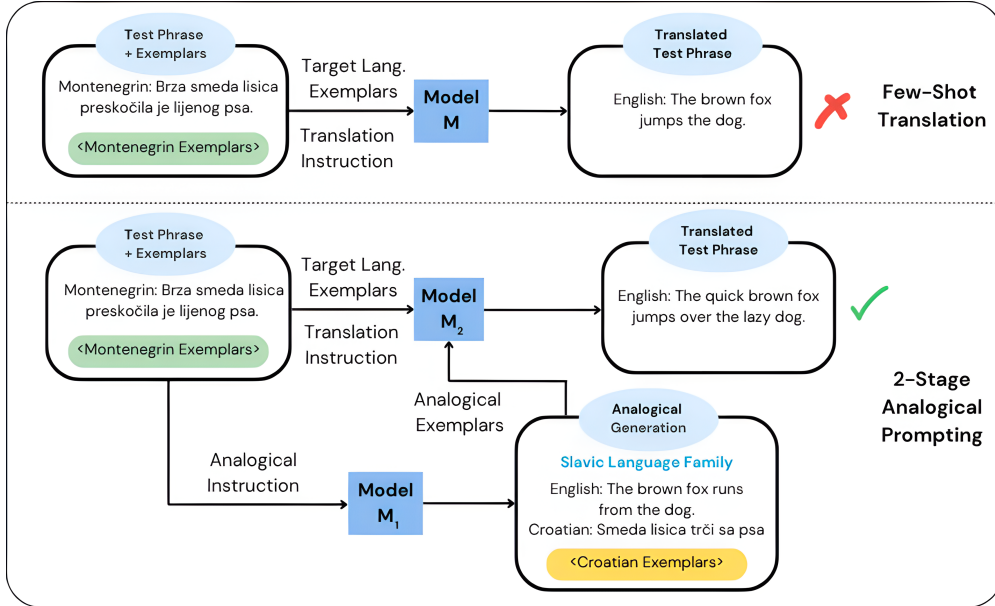 Test Phrase
+ Exemplars
Montenegrin: Brza smeda lisica
preskočila je lijenog psa.
<Montenegrin Exemplars>
Target Lang.
Exemplars
Translation
Instruction
Model
M
Translated
Test Phrase
English: The brown fox
jumps the dog.
Few-Shot
Translation
Test Phrase
+ Exemplars
Montenegrin: Brza smeda lisica
preskočila je lijenog psa.
<Montenegrin Exemplars>
Target Lang.
Exemplars
Translation
Instruction
Model
M2
Translated
Test Phrase
English: The quick brown fox
jumps over the lazy dog.
2-Stage
Analogical
Prompting
Analogical
Exemplars
Analogical
Instruction
Model
M1
Analogical
Generation
Slavic Language Family
English: The brown fox runs
from the dog.
Croatian: Smeda lisica trči sa psa
<Croatian Exemplars>